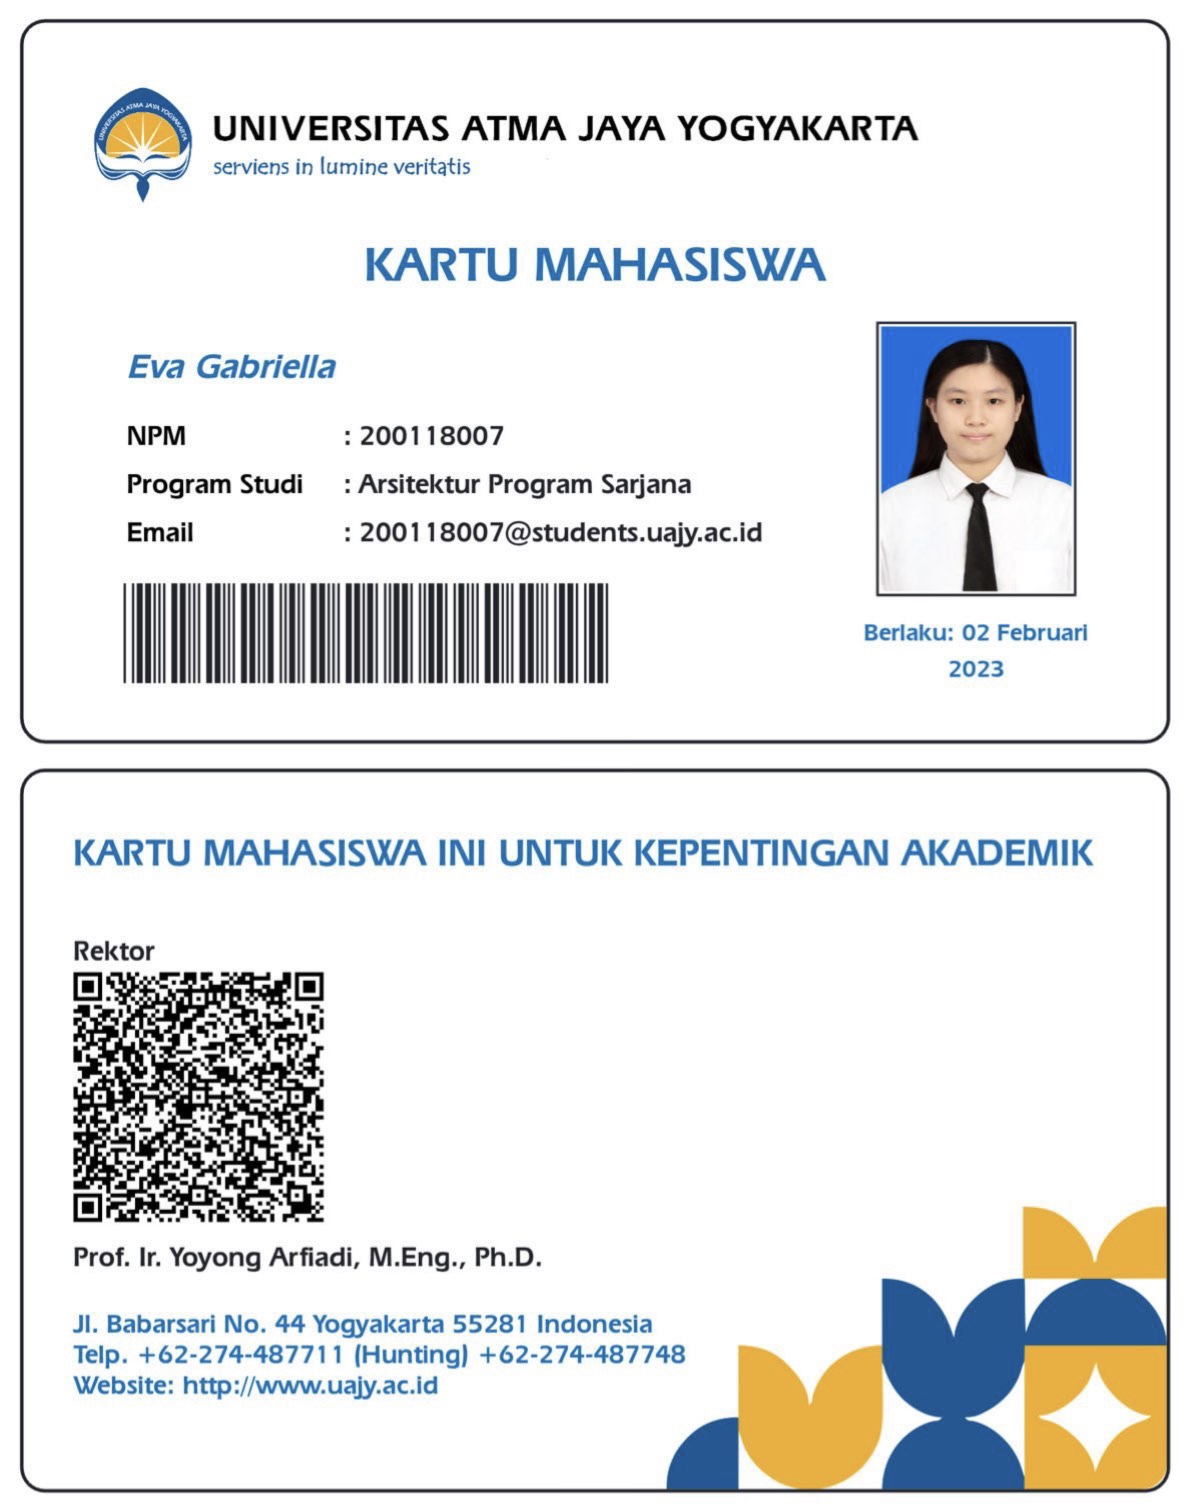 UNIVERSITAS ATMA JAYA YOGYAKARTA
UNIVERSITAS ATMA JAYA YOGYAKARTA
serviens in lumine veritatis
KARTU MAHASISWA
Eva Gabriella
NPM : 200118007
Program Studi : Arsitektur Program Sarjana
Email : 200118007@students.uajy.ac.id
Berlaku: 02 Februari
2023
KARTU MAHASISWA INI UNTUK KEPENTINGAN AKADEMIK
Rektor
Prof. Ir. Yoyong Arfiadi, M.Eng., Ph.D.
Jl. Babarsari No. 44 Yogyakarta 55281 Indonesia
Telp. +62-274-487711 (Hunting) +62-274-487748
Website: http://www.uajy.ac.id